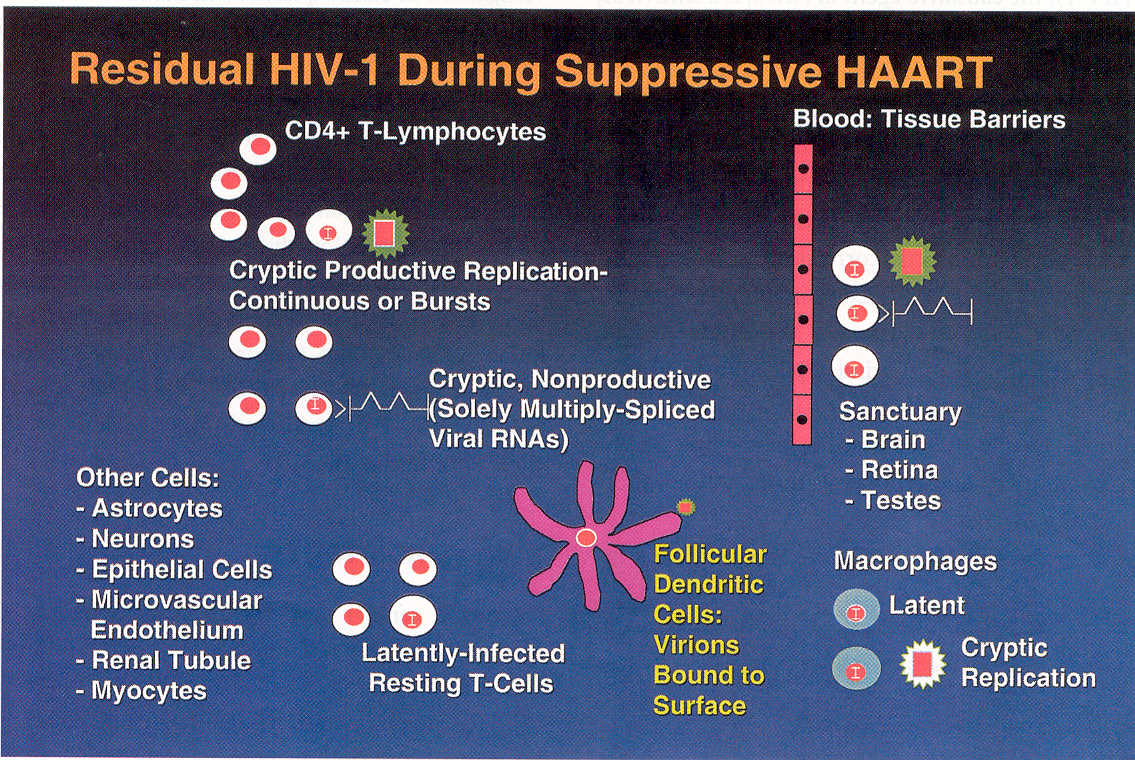 Residual HIV-1 During Suppressive HAART
CD4+ T-Lymphocytes
I
Cryptic Productive Replication-
Continuous or Bursts
I
Cryptic, Nonproductive
(Solely Multiply-Spliced
Viral RNAs)
Other Cells:
- Astrocytes
- Neurons
- Epithelial Cells
- Microvascular
Endothelium
- Renal Tubule
- Myocytes
I
Latently-Infected
Resting T-Cells
Follicular
Dendritic
Cells:
Virions
Bound to
Surface
Blood: Tissue Barriers
I
I
I
Sanctuary
- Brain
- Retina
- Testes
Macrophages
I
Latent
I
Cryptic
Replication